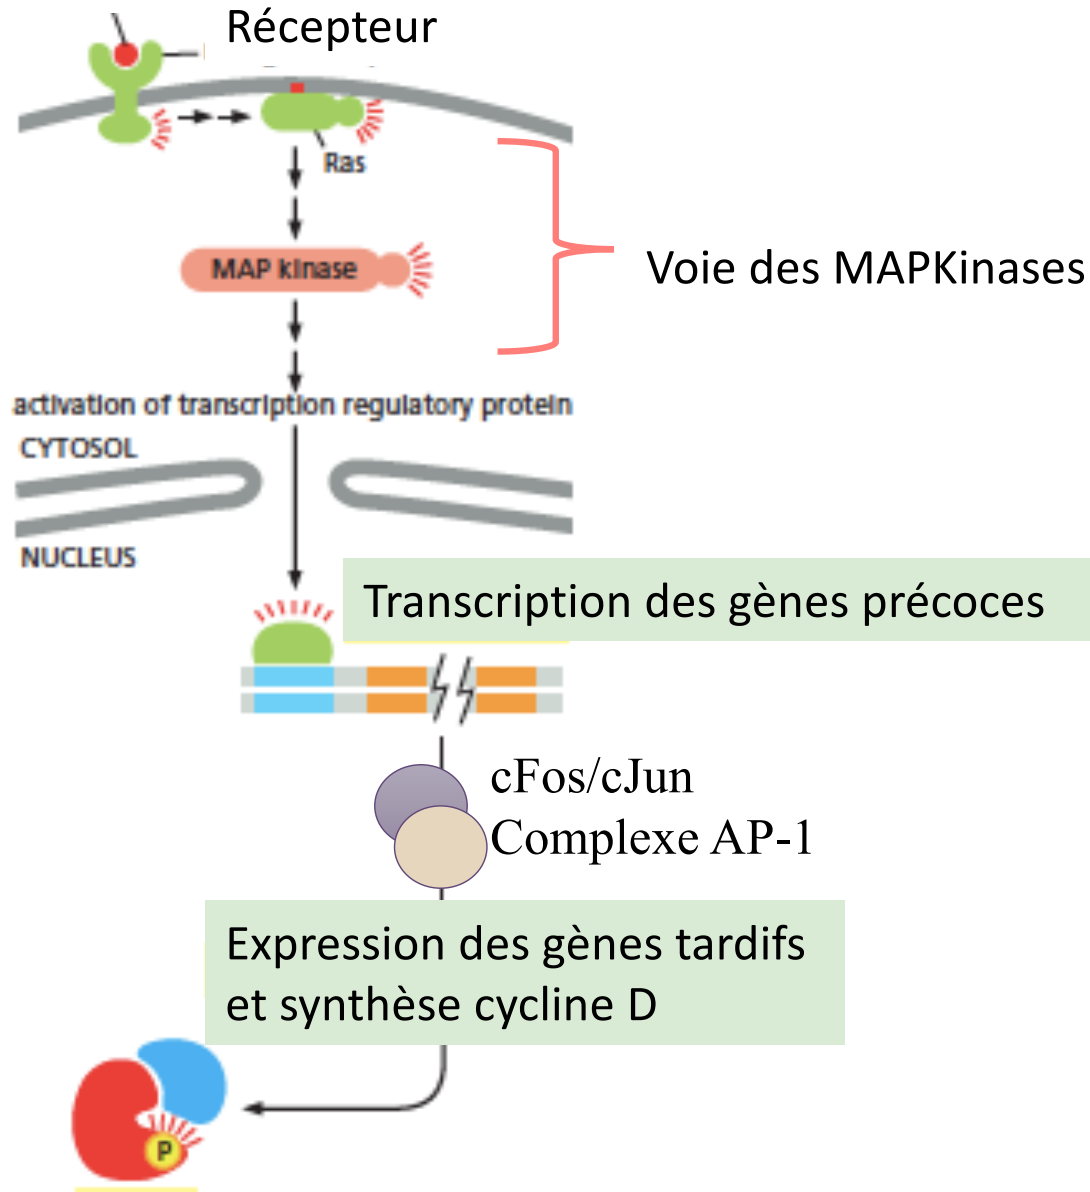 Récepteur
Ras
MAP kinase
Voie des MAPKinases
activation of transcription regulatory protein
CYTOSOL
NUCLEUS
Transcription des gènes précoces
cFos/cJun
Complexe AP-1
Expression des gènes tardifs
et synthèse cycline D
P